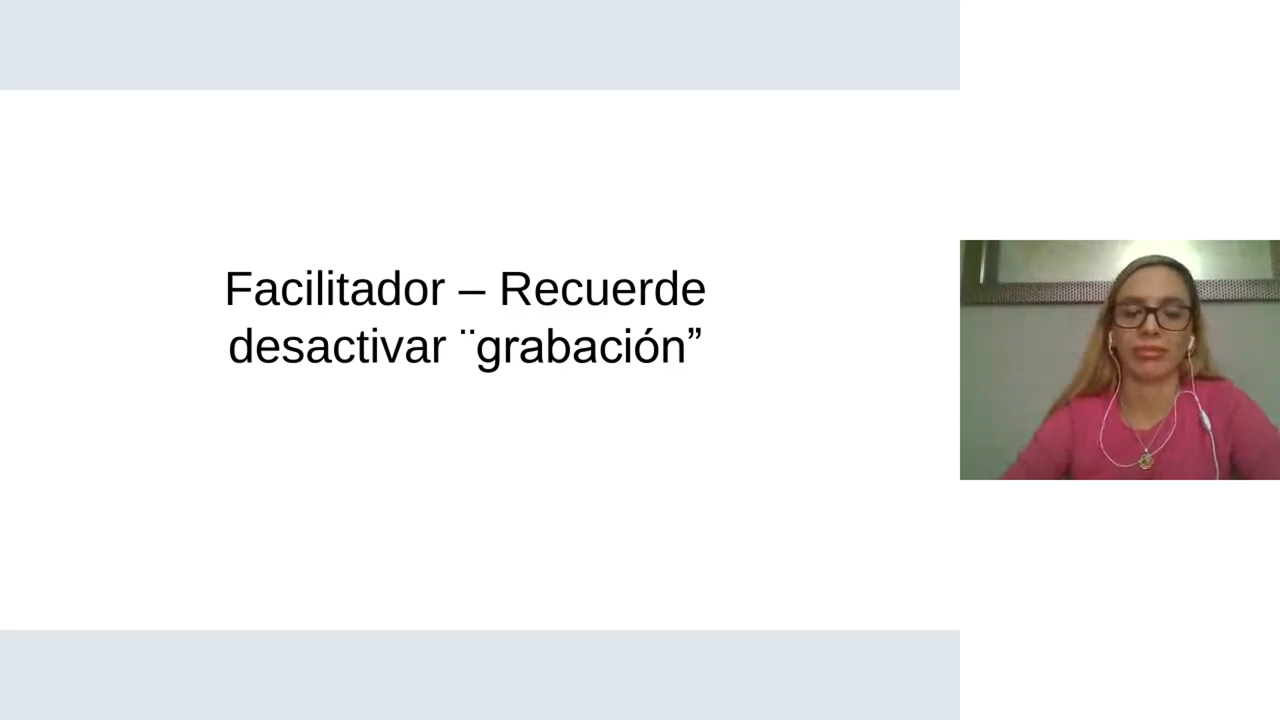 Facilitador – Recuerde
desactivar ¨grabación”